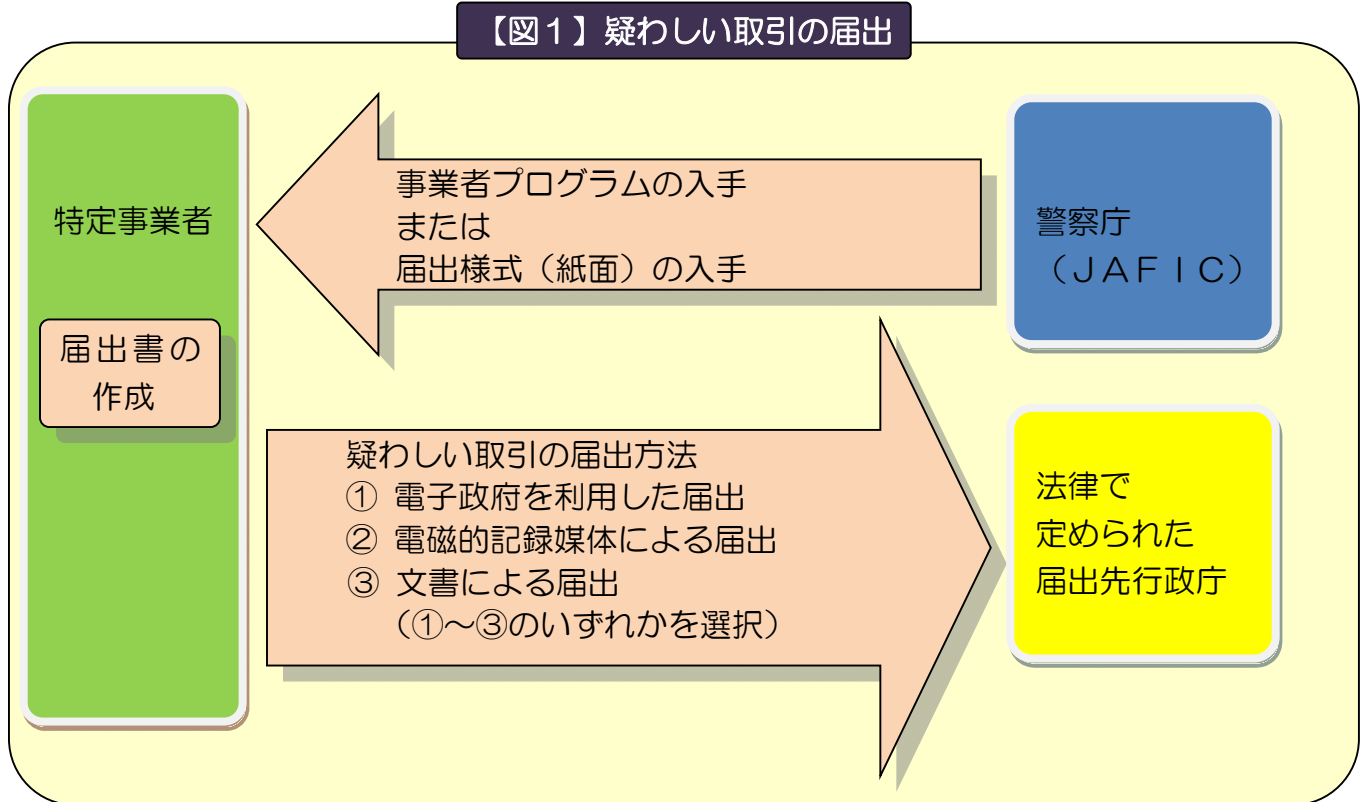 【図１】疑わしい取引の届出
特定事業者
届出書の
作成
事業者プログラムの入手
または
届出様式（紙面）の入手
警察庁
（ＪＡＦＩＣ）
疑わしい取引の届出方法
① 電子政府を利用した届出
② 電磁的記録媒体による届出
③ 文書による届出
（①～③のいずれかを選択）
法律で
定められた
届出先行政庁